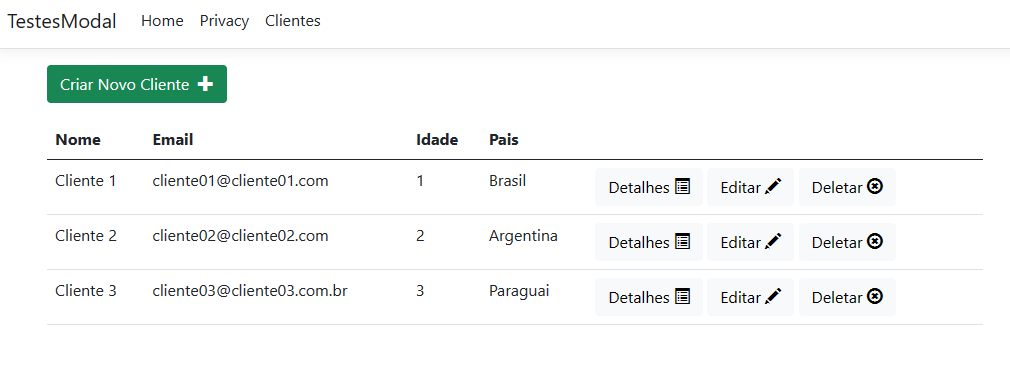 TestesModal Home Privacy Clientes
Criar Novo Cliente
Nome Email Idade Pais
Cliente 1 cliente01@cliente01.com 1 Brasil Detalhes Editar Deletar
Cliente 2 cliente02@cliente02.com 2 Argentina Detalhes Editar Deletar
Cliente 3 cliente03@cliente03.com.br 3 Paraguai Detalhes Editar Deletar